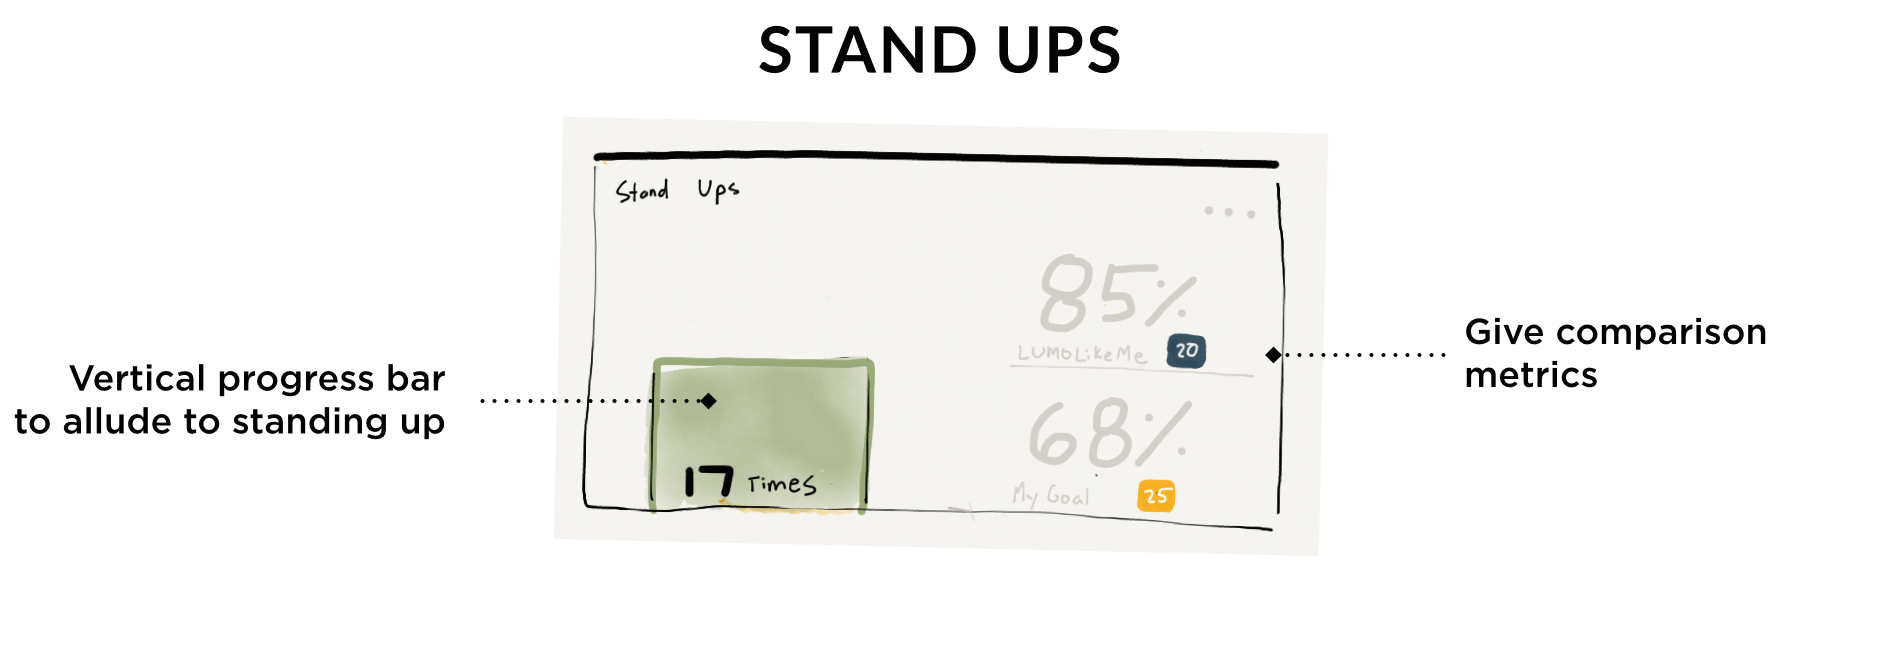 STAND UPS
Stand Ups
85%
LUMOLikeMe 20
68%
My Goal 25
17 Times
Vertical progress bar
to allude to standing up
Give comparison
metrics